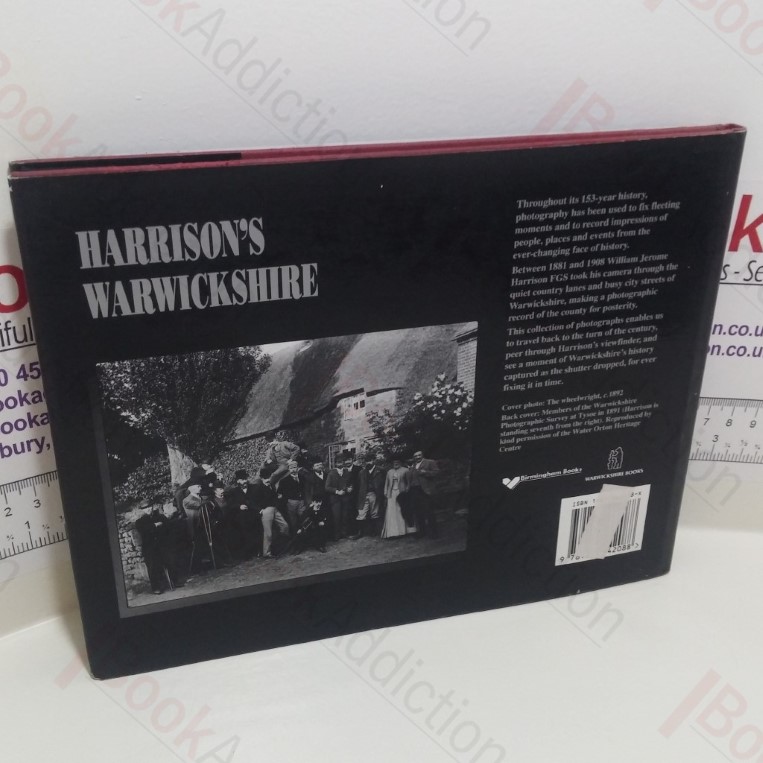 HARRISON'S
WARWICKSHIRE
Throughout its 153-year history,
photography has been used to fix fleeting
moments and to record impressions of
people, places and events from the
ever-changing face of history.
Between 1881 and 1908 William Jerome
Harrison FGS took his camera through the
quiet country lanes and busy city streets of
Warwickshire, making a photographic
record of the county for posterity.
This collection of photographs enables us
to travel back to the turn of the century,
peer through Harrison's viewfinder, and
see a moment of Warwickshire's history
captured as the shutter dropped, for ever
fixing it in time.
Cover photo: The wheelwright, c.1892
Back cover: Members of the Warwickshire
Photographic Survey at Tysoe in 1891 (Harrison is
standing seventh from the right). Reproduced by
kind permission of the Water Orton Heritage
Centre
Birmingham Books
WARWICKSHIRE BOOKS
ISBN
42088
BookAddiction